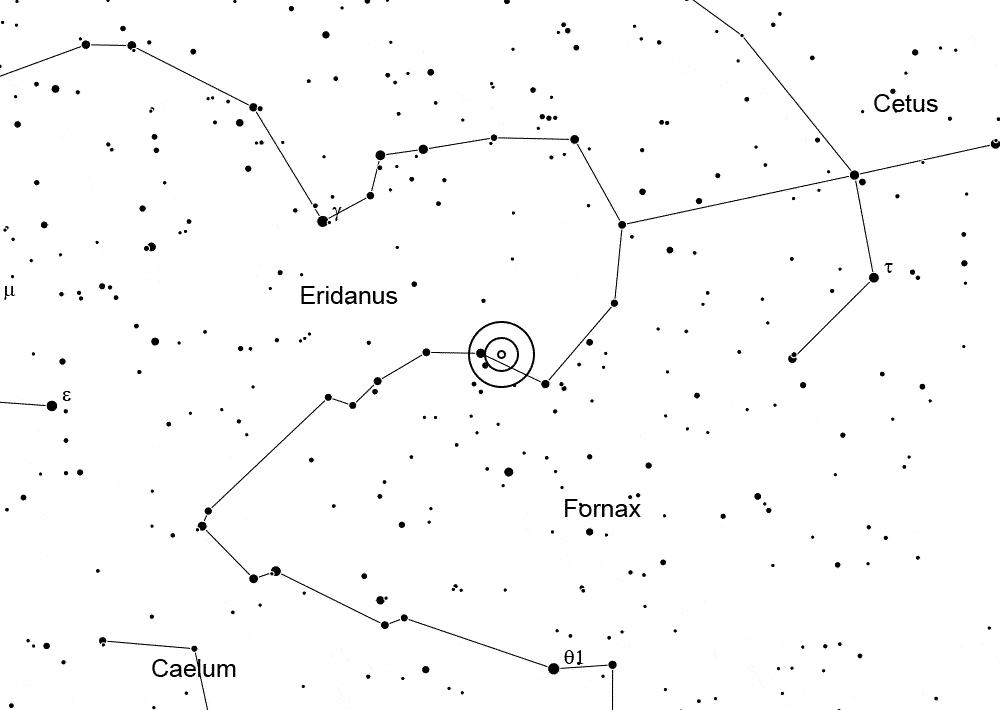 Cetus
γ
τ
μ
Eridanus
ε
Fornax
θ1
Caelum